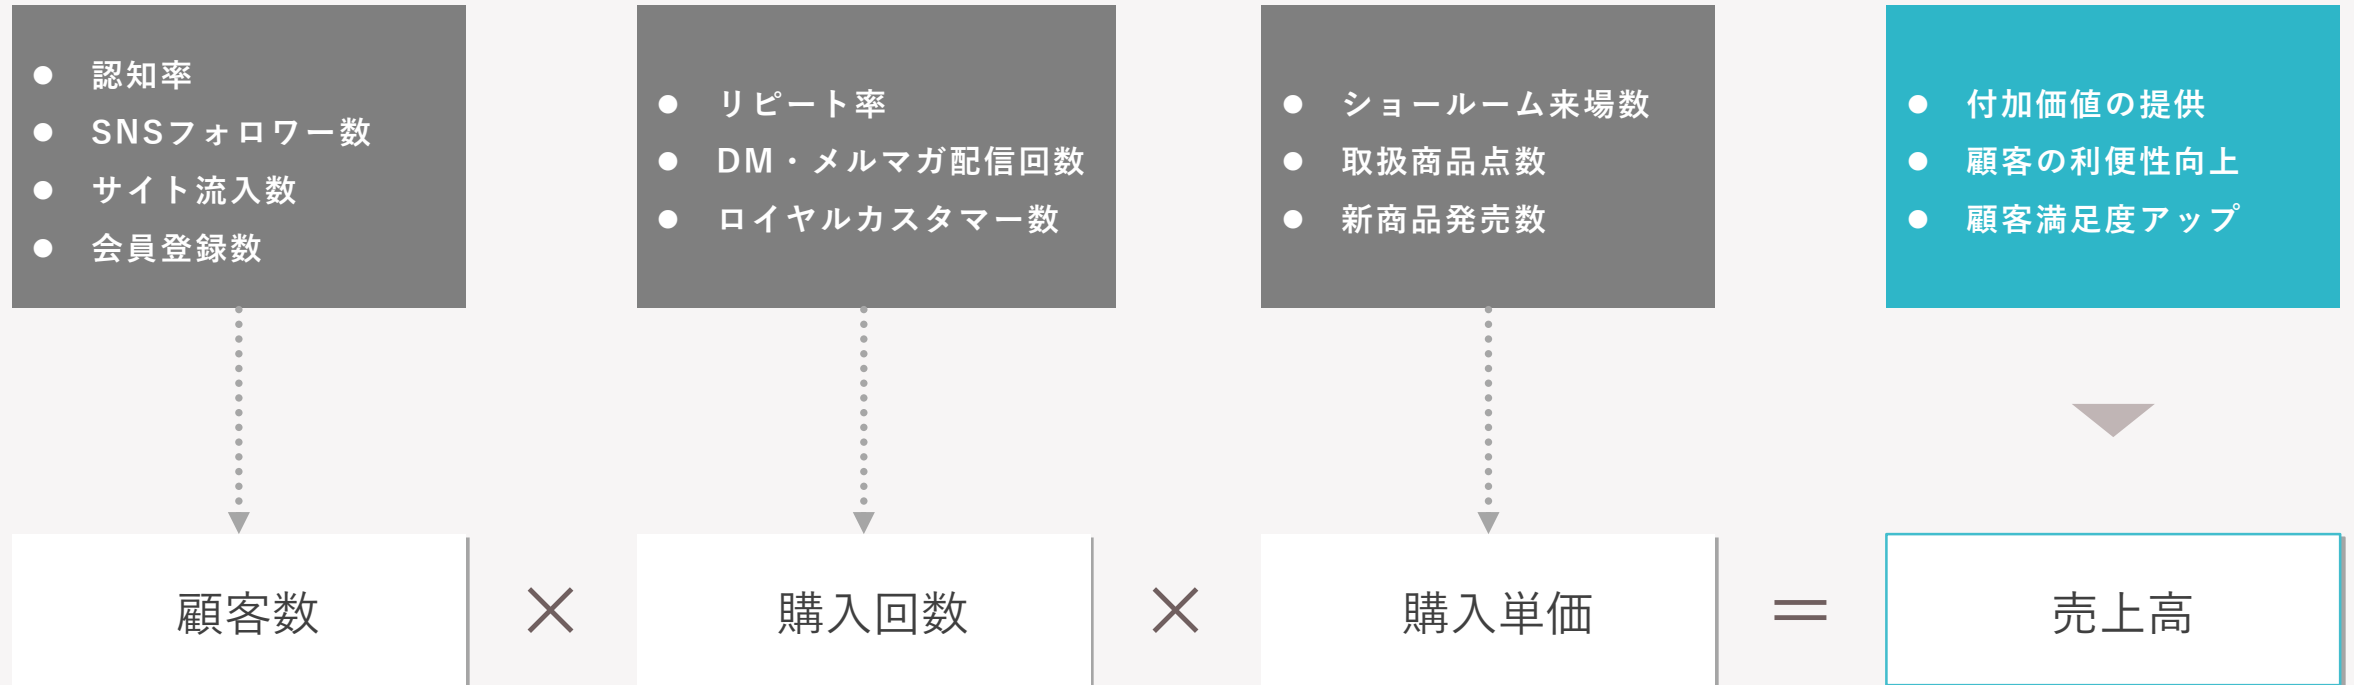 認知率
SNSフォロワー数
サイト流入数
会員登録数
リピート率
DM・メルマガ配信回数
ロイヤルカスタマー数
ショールーム来場数
取扱商品点数
新商品発売数
付加価値の提供
顧客の利便性向上
顧客満足度アップ
顧客数 × 購入回数 × 購入単価 = 売上高